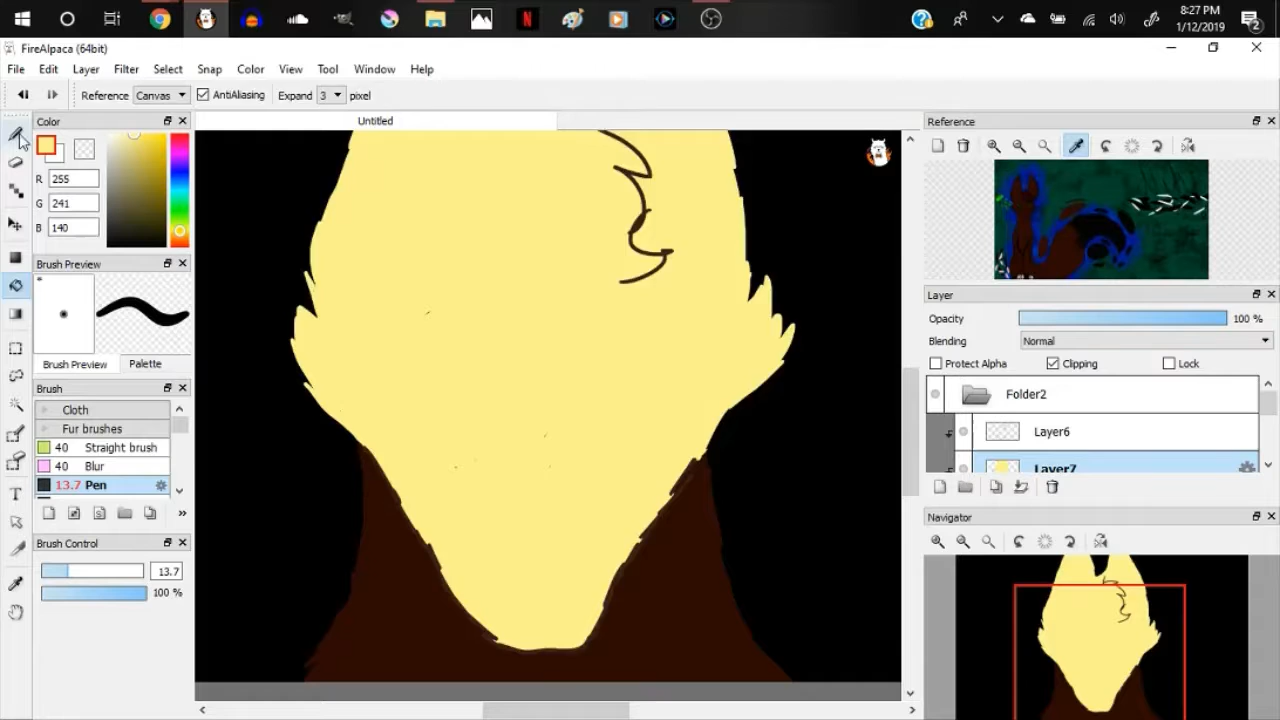 8:27 PM
1/12/2019
2
FireAlpaca (64bit)
File Edit Layer Filter Select Snap Color View Tool Window Help
Reference Canvas AntiAliasing Expand 3 pixel
Color
Untitled
Reference
R 255
G 241
B 140
Brush Preview
Layer
Opacity 100 %
Blending Normal
Protect Alpha Clipping Lock
Brush Preview Palette
Folder2
Brush
Cloth
Fur brushes
Layer6
40 Straight brush
40 Blur
Layer7
13.7 Pen
Navigator
Brush Control
13.7
100 %